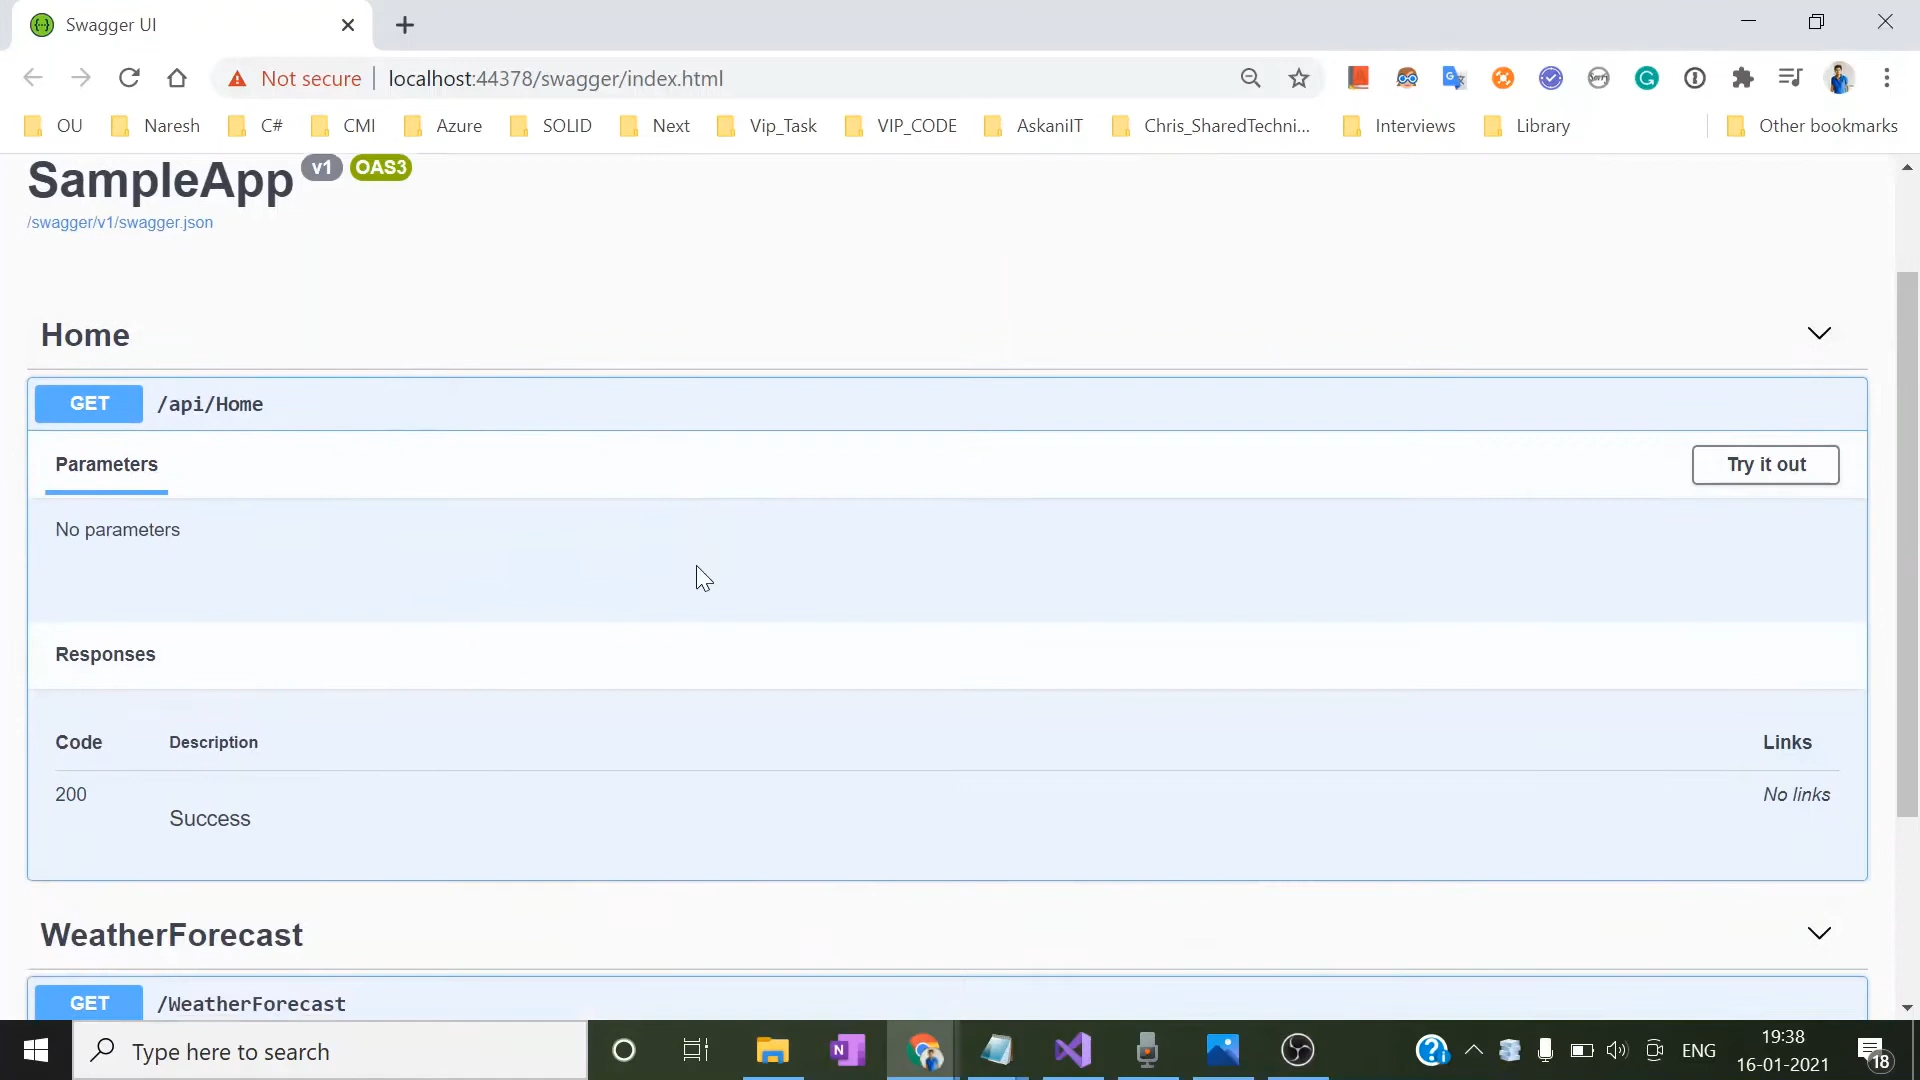 Swagger UI
Not secure localhost:44378/swagger/index.html
OU Naresh C# CMI Azure SOLID Next Vip_Task VIP_CODE AskaniIT Chris_SharedTechni... Interviews Library Other bookmarks
SampleApp v1 OAS3
/swagger/v1/swagger.json
Home
GET /api/Home
Parameters Try it out
No parameters
Responses
Code Description Links
200 No links
Success
WeatherForecast
GET /WeatherForecast
Type here to search
ENG
19:38
16-01-2021
18